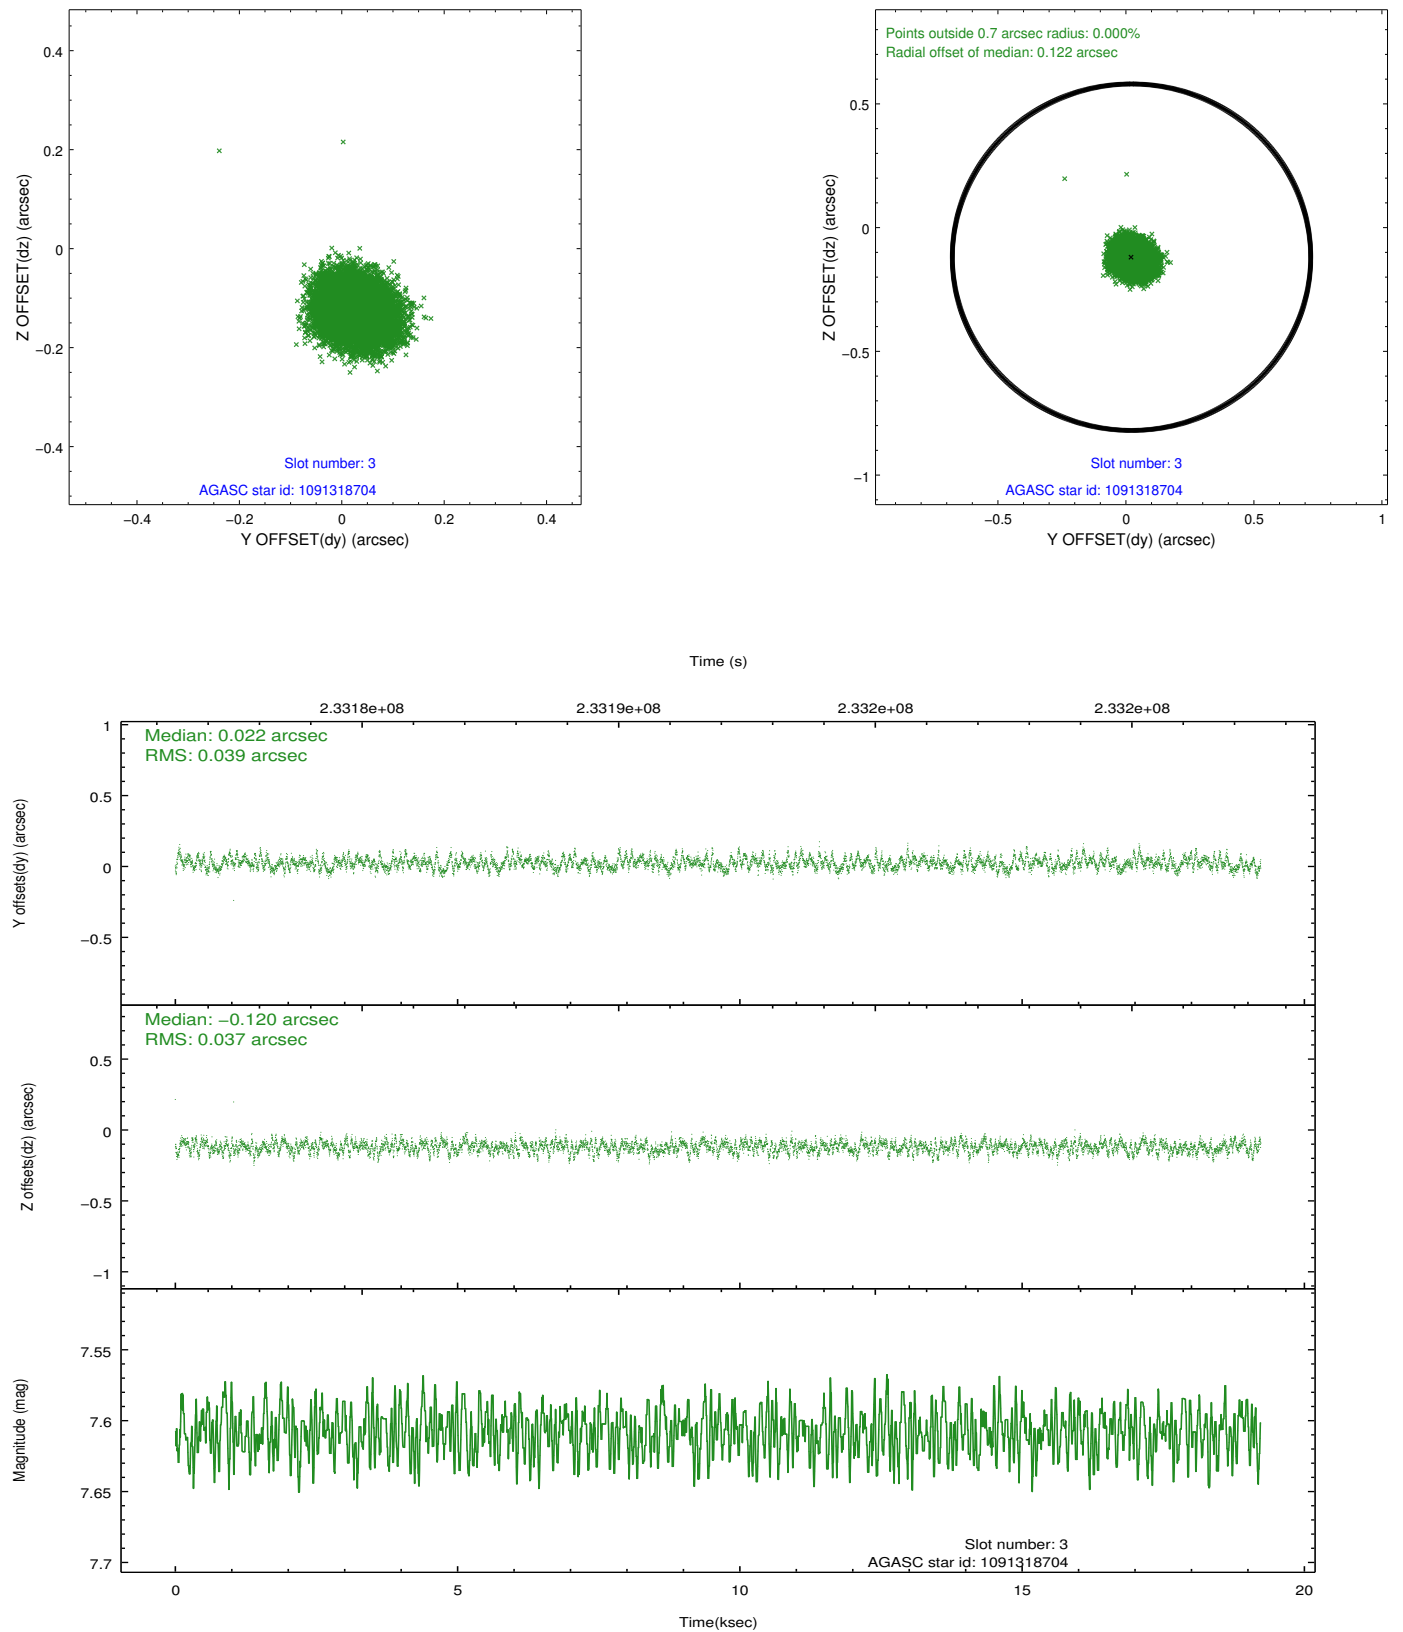 0.4
0.2
0
−0.2
−0.4
Z OFFSET(dz) (arcsec)
Slot number: 3
AGASC star id: 1091318704
−0.4 −0.2 0 0.2 0.4
Y OFFSET(dy) (arcsec)
Points outside 0.7 arcsec radius: 0.000%
Radial offset of median: 0.122 arcsec
0.5
0
−0.5
−1
Z OFFSET(dz) (arcsec)
Slot number: 3
AGASC star id: 1091318704
−0.5 0 0.5 1
Y OFFSET(dy) (arcsec)
Time (s)
2.3318e+08 2.3319e+08 2.332e+08 2.332e+08
Median: 0.022 arcsec
RMS: 0.039 arcsec
1
0.5
0
−0.5
Y offsets(dy) (arcsec)
Median: −0.120 arcsec
RMS: 0.037 arcsec
0.5
0
−0.5
−1
Z offsets(dz) (arcsec)
7.55
7.6
7.65
7.7
Magnitude (mag)
Slot number: 3
AGASC star id: 1091318704
0 5 10 15 20
Time(ksec)